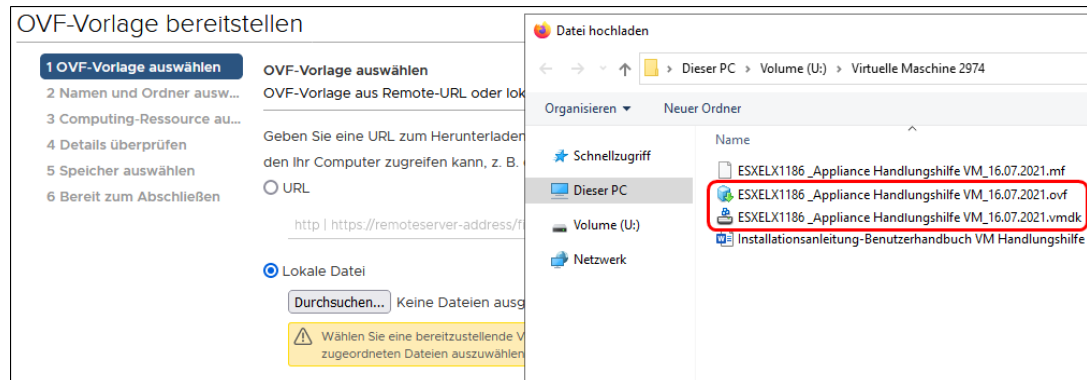 OVF-Vorlage bereitstellen
1 OVF-Vorlage auswählen
2 Namen und Ordner ausw...
3 Computing-Ressource au...
4 Details überprüfen
5 Speicher auswählen
6 Bereit zum Abschließen
OVF-Vorlage auswählen
OVF-Vorlage aus Remote-URL oder lok
Geben Sie eine URL zum Herunterladen
den Ihr Computer zugreifen kann, z. B.
URL
http | https://remoteserver-address/fi
Lokale Datei
Durchsuchen... Keine Dateien ausg
Wählen Sie eine bereitzustellende V
zugeordneten Dateien auszuwählen
Datei hochladen
Dieser PC > Volume (U:) > Virtuelle Maschine 2974
Organisieren Neuer Ordner
Schnellzugriff
Dieser PC
Volume (U:)
Netzwerk
Name
ESXELX1186 _Appliance Handlungshilfe VM_16.07.2021.mf
ESXELX1186 _Appliance Handlungshilfe VM_16.07.2021.ovf
ESXELX1186 _Appliance Handlungshilfe VM_16.07.2021.vmdk
Installationsanleitung-Benutzerhandbuch VM Handlungshilfe